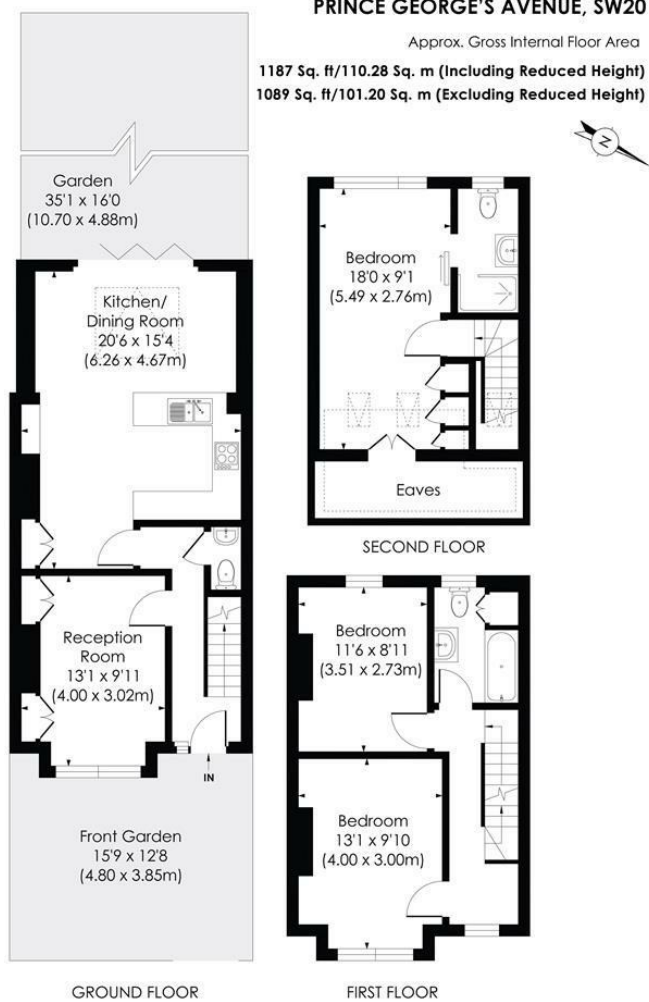 PRINCE GEORGE'S AVENUE, SW20
Approx. Gross Internal Floor Area
1187 Sq. ft/110.28 Sq. m (Including Reduced Height)
1089 Sq. ft/101.20 Sq. m (Excluding Reduced Height)
N
Garden
35'1 x 16'0
(10.70 x 4.88m)
Kitchen/
Dining Room
20'6 x 15'4
(6.26 x 4.67m)
Reception
Room
13'1 x 9'11
(4.00 x 3.02m)
IN
Front Garden
15'9 x 12'8
(4.80 x 3.85m)
GROUND FLOOR
Bedroom
18'0 x 9'1
(5.49 x 2.76m)
Eaves
SECOND FLOOR
Bedroom
11'6 x 8'11
(3.51 x 2.73m)
Bedroom
13'1 x 9'10
(4.00 x 3.00m)
FIRST FLOOR